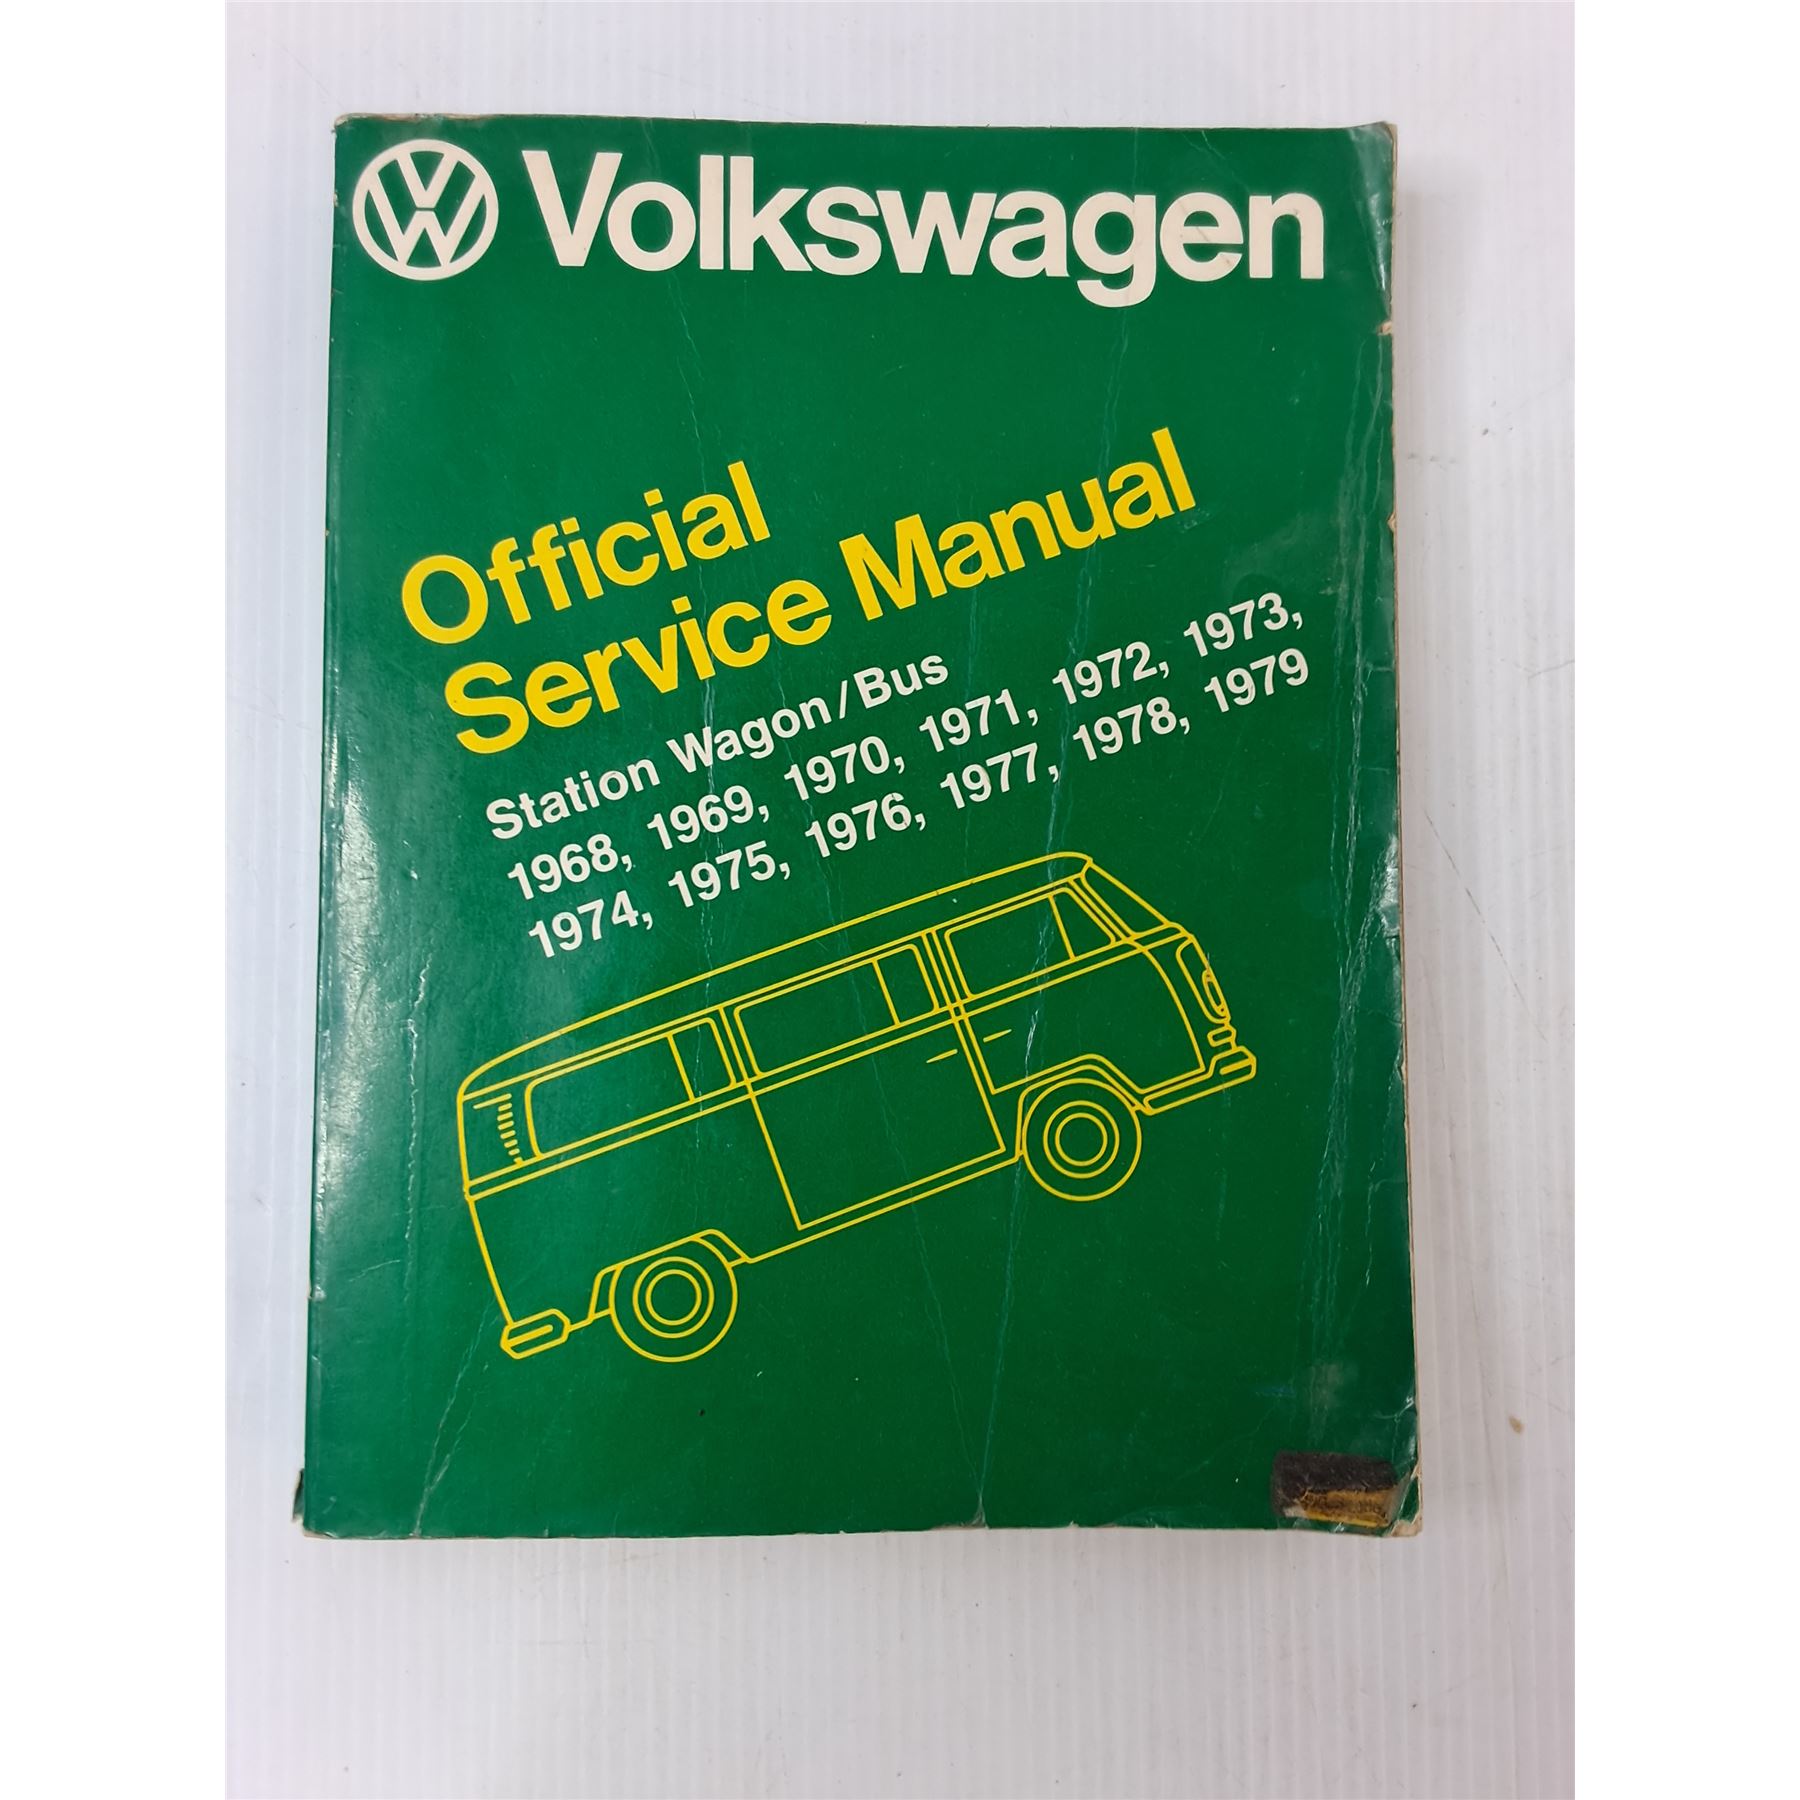 Volkswagen
Official
Service Manual
Station Wagon/Bus
1968, 1969, 1970, 1971, 1972, 1973,
1974, 1975, 1976, 1977, 1978, 1979